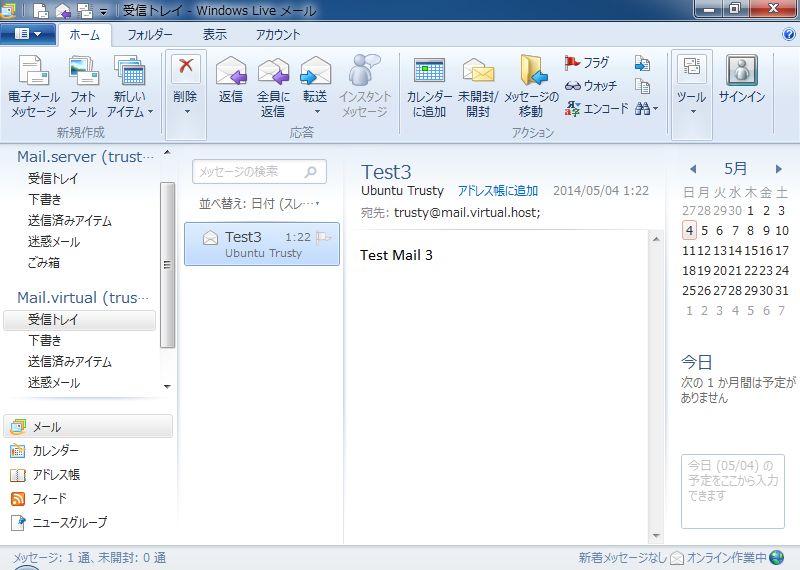 受信トレイ - Windows Live メール
ホーム フォルダー 表示 アカウント
電子メール
メッセージ
フォト
メール
新しい
アイテム
新規作成
削除
返信
全員に
返信
転送
インスタント
メッセージ
応答
カレンダー
に追加
未開封/
開封
メッセージの
移動
フラグ
ウォッチ
エンコード
アクション
ツール
サインイン
Mail.server (trust…
受信トレイ
下書き
送信済みアイテム
迷惑メール
ごみ箱
Mail.virtual (trus…
受信トレイ
下書き
送信済みアイテム
迷惑メール
メール
カレンダー
アドレス帳
フィード
ニュースグループ
メッセージの検索
並べ替え: 日付 (スレ…
Test3 1:22
Ubuntu Trusty
Test3
Ubuntu Trusty アドレス帳に追加 2014/05/04 1:22
宛先: trusty@mail.virtual.host;
Test Mail 3
5月
日 月 火 水 木 金 土
27 28 29 30 1 2 3
4 5 6 7 8 9 10
11 12 13 14 15 16 17
18 19 20 21 22 23 24
25 26 27 28 29 30 31
1 2 3 4 5 6 7
今日
次の 1 か月間は予定が
ありません
今日 (05/04) の
予定をここから入力
できます
メッセージ: 1 通、未開封: 0 通
新着メッセージなし オンライン作業中